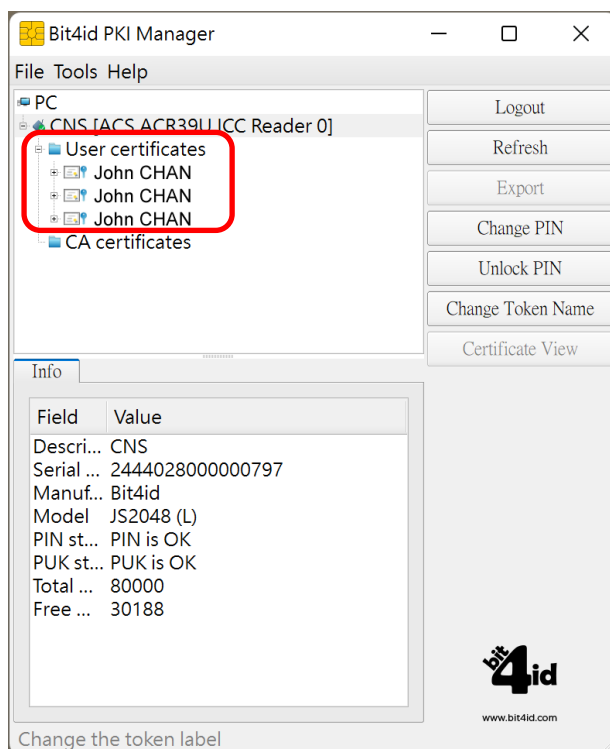 Bit4id PKI Manager
File Tools Help
PC
CNS [ACS ACR39U ICC Reader 0]
User certificates
John CHAN
John CHAN
John CHAN
CA certificates
Logout
Refresh
Export
Change PIN
Unlock PIN
Change Token Name
Certificate View
Info
Field Value
Descri... CNS
Serial ... 2444028000000797
Manuf... Bit4id
Model JS2048 (L)
PIN st... PIN is OK
PUK st... PUK is OK
Total ... 80000
Free ... 30188
bit4id
www.bit4id.com
Change the token label